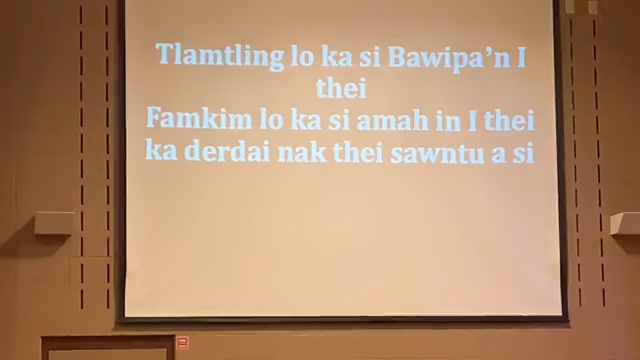 Tlamtling lo ka si Bawipa’n I
thei
Famkim lo ka si amah in I thei
ka derdai nak thei sawntu a si